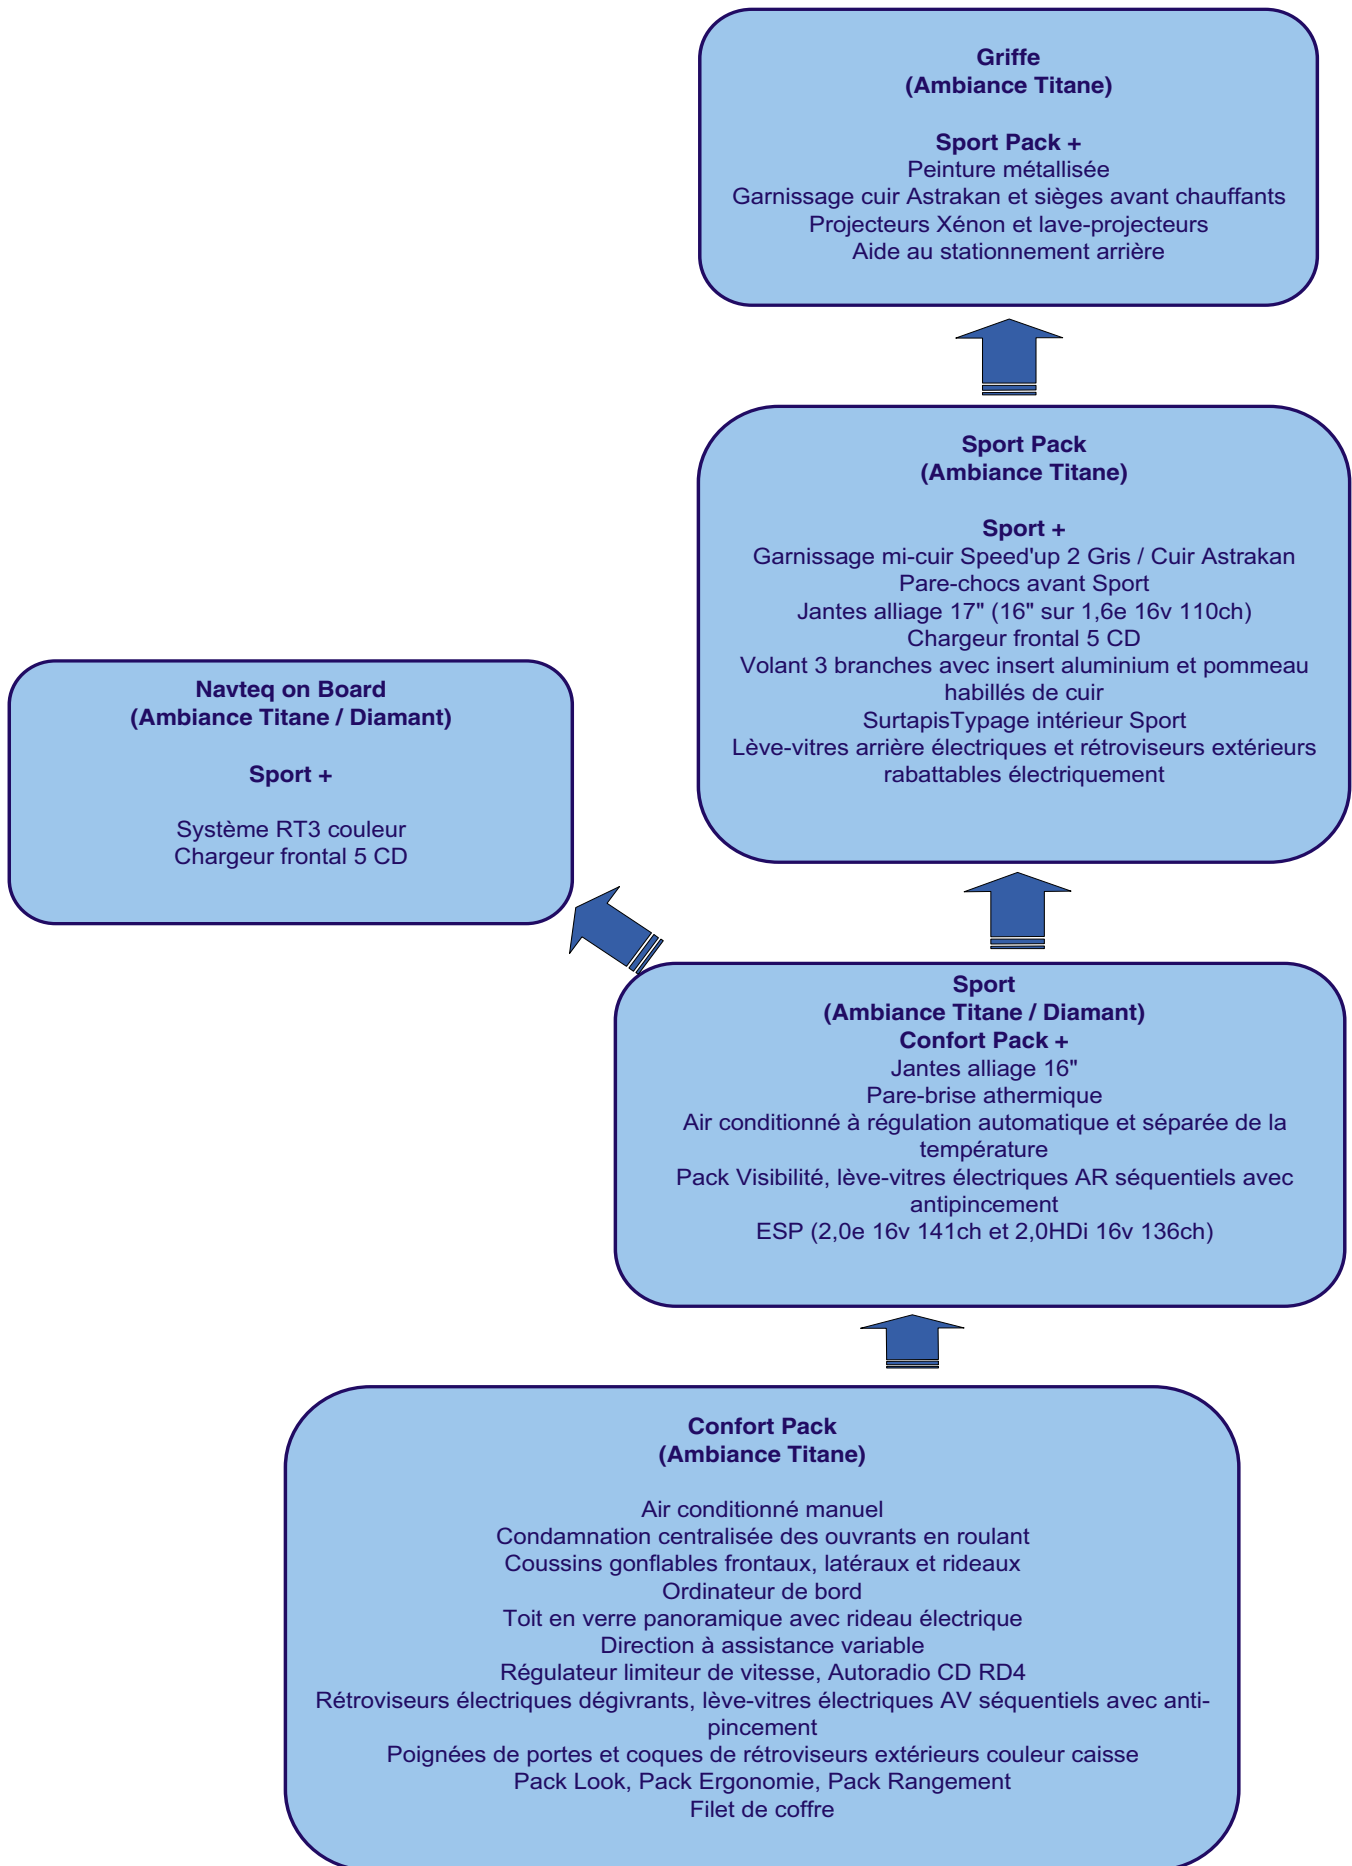 Griffe
(Ambiance Titane)
Sport Pack +
Peinture métallisée
Garnissage cuir Astrakan et sièges avant chauffants
Projecteurs Xénon et lave-projecteurs
Aide au stationnement arrière
Sport Pack
(Ambiance Titane)
Sport +
Garnissage mi-cuir Speed'up 2 Gris / Cuir Astrakan
Pare-chocs avant Sport
Jantes alliage 17" (16" sur 1,6e 16v 110ch)
Chargeur frontal 5 CD
Volant 3 branches avec insert aluminium et pommeau
habillés de cuir
SurtapisTypage intérieur Sport
Lève-vitres arrière électriques et rétroviseurs extérieurs
rabattables électriquement
Navteq on Board
(Ambiance Titane / Diamant)
Sport +
Système RT3 couleur
Chargeur frontal 5 CD
Sport
(Ambiance Titane / Diamant)
Confort Pack +
Jantes alliage 16"
Pare-brise athermique
Air conditionné à régulation automatique et séparée de la
température
Pack Visibilité, lève-vitres électriques AR séquentiels avec
antipincement
ESP (2,0e 16v 141ch et 2,0HDi 16v 136ch)
Confort Pack
(Ambiance Titane)
Air conditionné manuel
Condamnation centralisée des ouvrants en roulant
Coussins gonflables frontaux, latéraux et rideaux
Ordinateur de bord
Toit en verre panoramique avec rideau électrique
Direction à assistance variable
Régulateur limiteur de vitesse, Autoradio CD RD4
Rétroviseurs électriques dégivrants, lève-vitres électriques AV séquentiels avec anti-
pincement
Poignées de portes et coques de rétroviseurs extérieurs couleur caisse
Pack Look, Pack Ergonomie, Pack Rangement
Filet de coffre